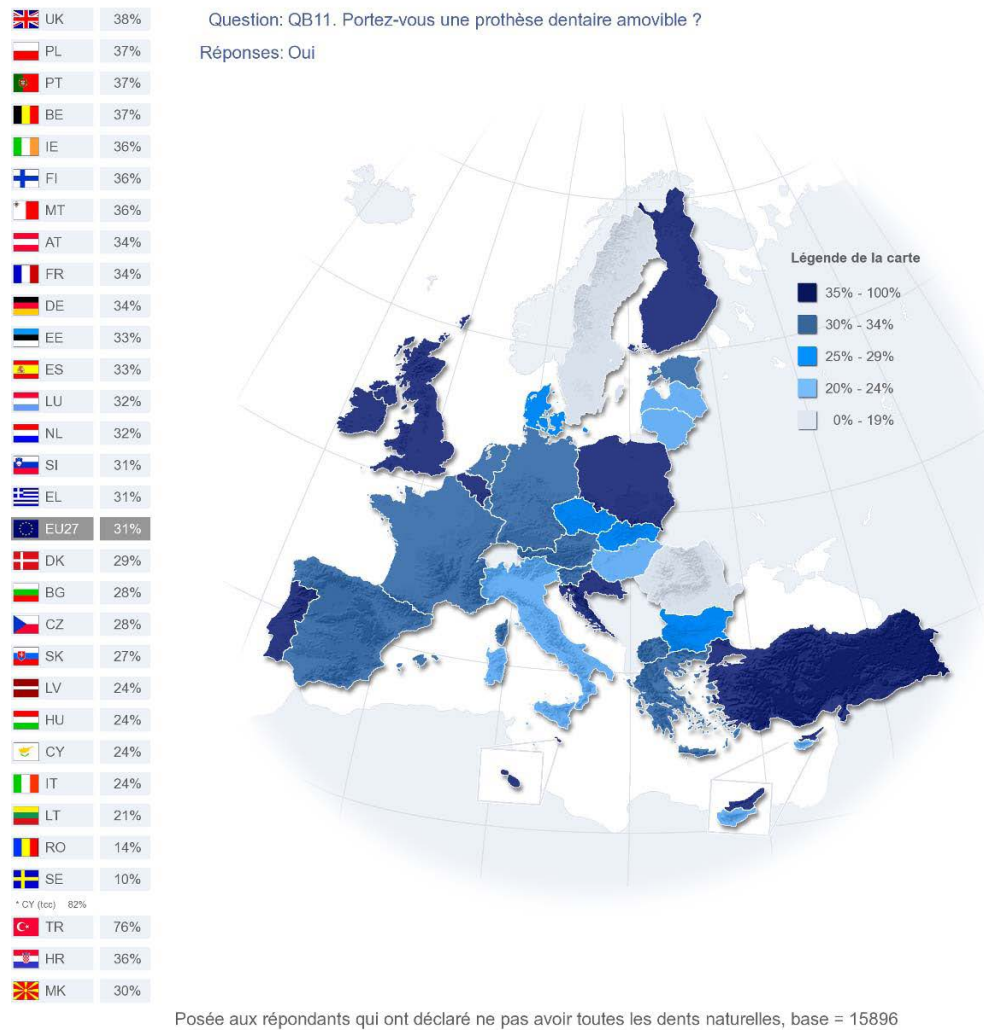 Question: QB11. Portez-vous une prothèse dentaire amovible ?
Réponses: Oui
UK 38%
PL 37%
PT 37%
BE 37%
IE 36%
FI 36%
MT 36%
AT 34%
FR 34%
DE 34%
EE 33%
ES 33%
LU 32%
NL 32%
SI 31%
EL 31%
EU27 31%
DK 29%
BG 28%
CZ 28%
SK 27%
LV 24%
HU 24%
CY 24%
IT 24%
LT 21%
RO 14%
SE 10%
* CY (tcc) 82%
TR 76%
HR 36%
MK 30%
Légende de la carte
35% - 100%
30% - 34%
25% - 29%
20% - 24%
0% - 19%
Posée aux répondants qui ont déclaré ne pas avoir toutes les dents naturelles, base = 15896